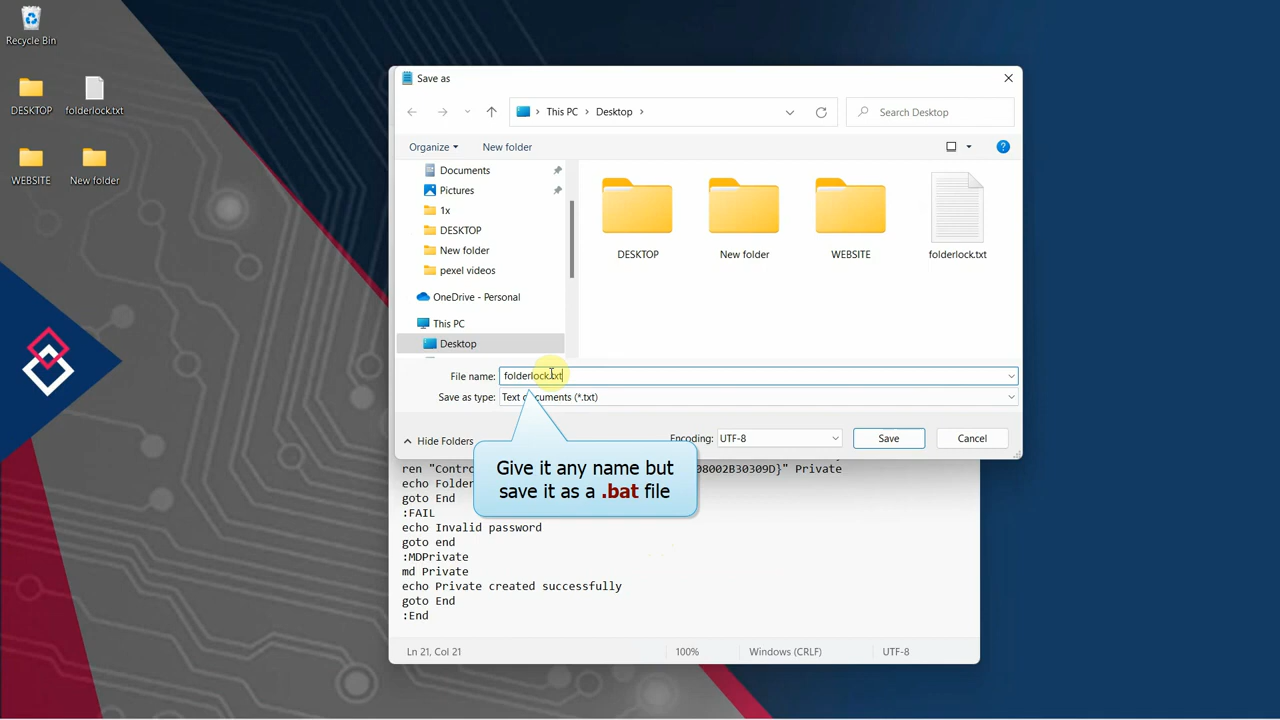 Recycle Bin
DESKTOP
folderlock.txt
WEBSITE
New folder
Save as
This PC
Desktop
Search Desktop
Organize
New folder
Documents
Pictures
1x
DESKTOP
New folder
pexel videos
OneDrive - Personal
This PC
Desktop
DESKTOP
New folder
WEBSITE
folderlock.txt
File name: folderlock.txt
Save as type: Text documents (*.txt)
Hide Folders
Encoding: UTF-8
Save
Cancel
Give it any name but
save it as a .bat file
ren "Contro 08002B30309D}" Private
echo Folder
goto End
:FAIL
echo Invalid password
goto end
:MDPrivate
md Private
echo Private created successfully
goto End
:End
Ln 21, Col 21
100%
Windows (CRLF)
UTF-8